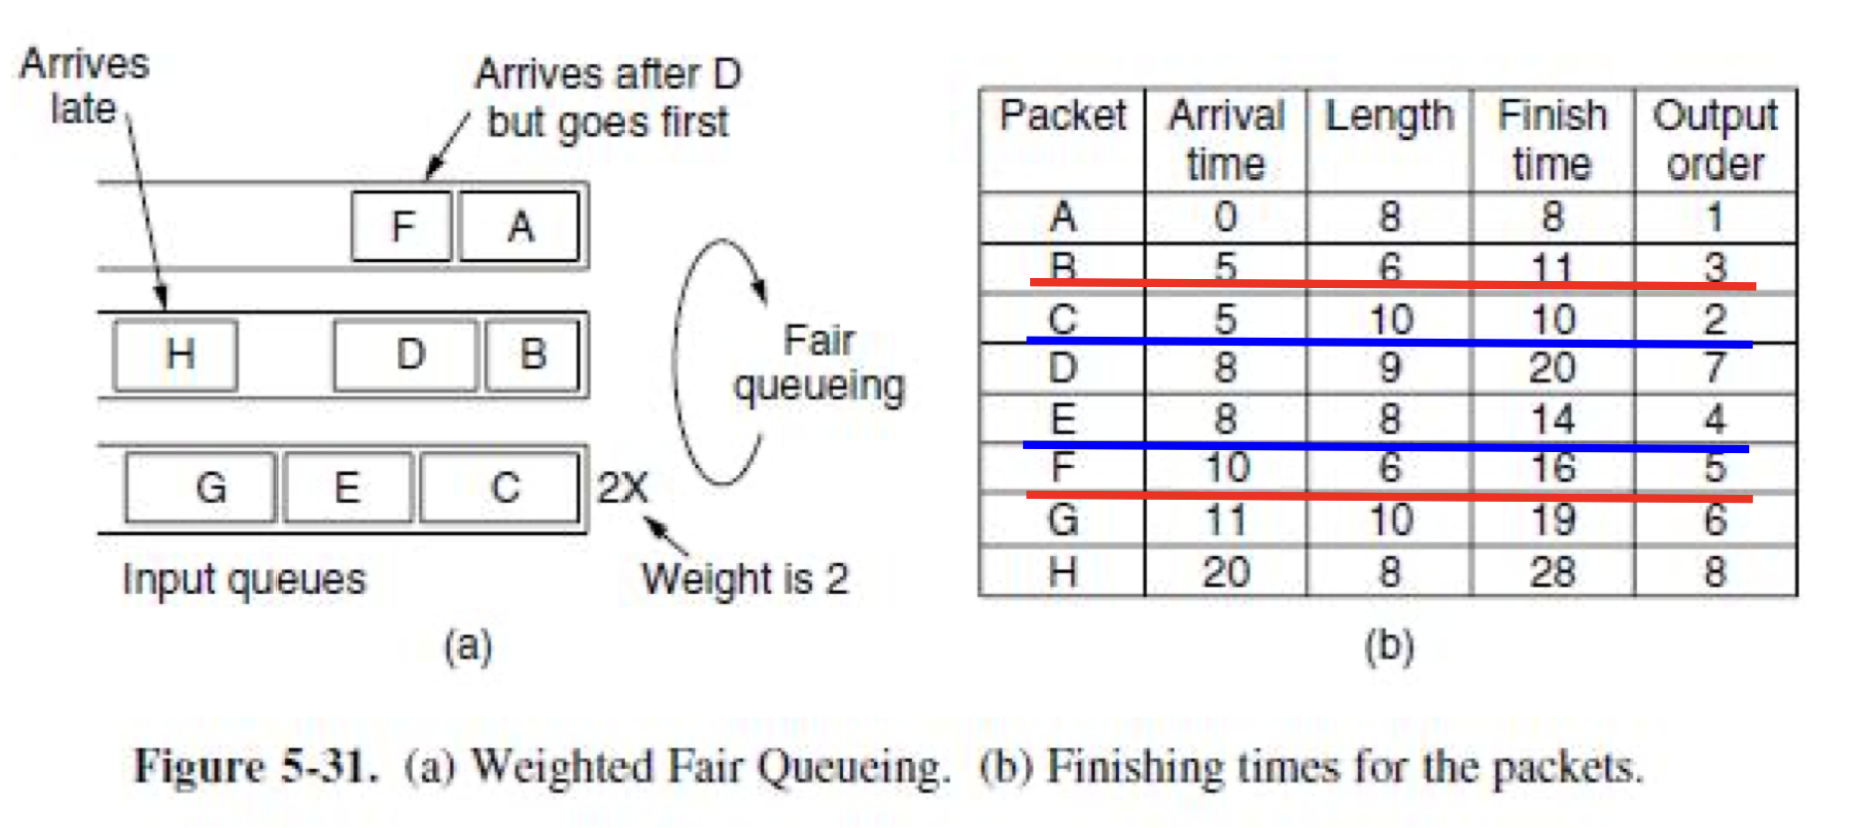 Arrives
late
Arrives after D
but goes first
F A
H D B
G E C 2X
Fair
queueing
Input queues
Weight is 2
(a)
Packet Arrival time Length Finish time Output order
A 0 8 8 1
B 5 6 11 3
C 5 10 10 2
D 8 9 20 7
E 8 8 14 4
F 10 6 16 5
G 11 10 19 6
H 20 8 28 8
(b)
Figure 5-31. (a) Weighted Fair Queueing. (b) Finishing times for the packets.